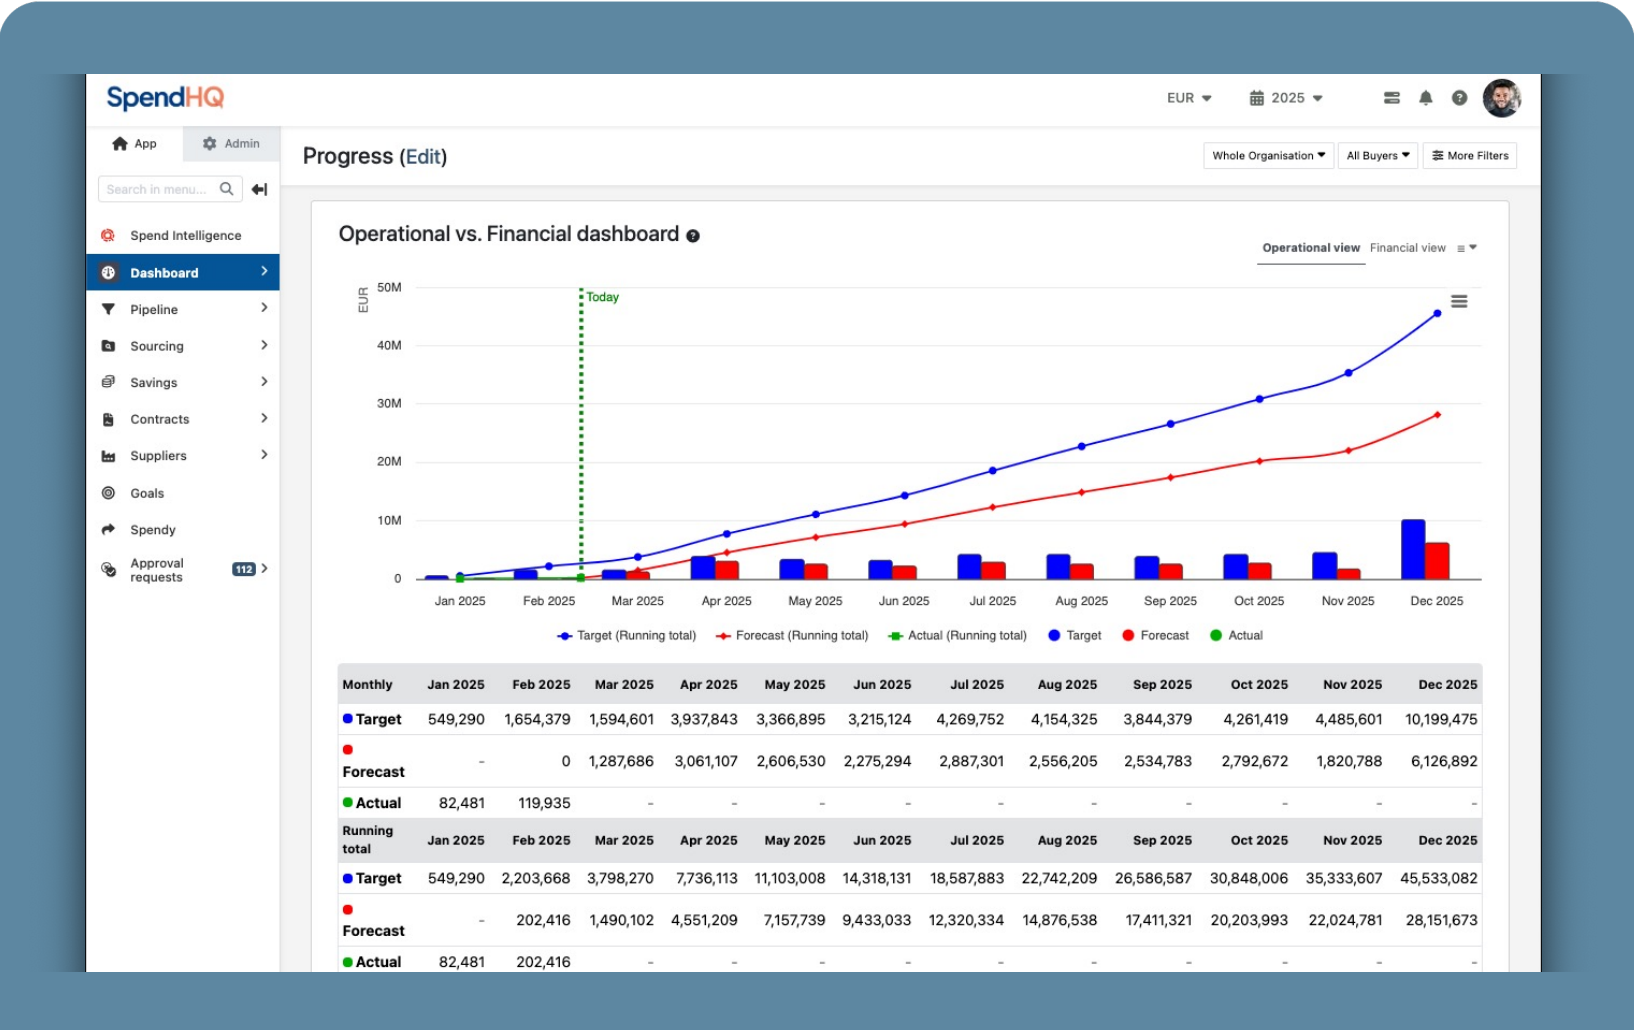 SpendHQ
EUR
2025
App
Admin
Search in menu...
Spend Intelligence
Dashboard
Pipeline
Sourcing
Savings
Contracts
Suppliers
Goals
Spendy
Approval
requests
112
Progress (Edit)
Whole Organisation
All Buyers
More Filters
Operational vs. Financial dashboard
Operational view Financial view
EUR
50M
40M
30M
20M
10M
0
Today
Jan 2025 Feb 2025 Mar 2025 Apr 2025 May 2025 Jun 2025 Jul 2025 Aug 2025 Sep 2025 Oct 2025 Nov 2025 Dec 2025
Target (Running total) Forecast (Running total) Actual (Running total) Target Forecast Actual
Monthly Jan 2025 Feb 2025 Mar 2025 Apr 2025 May 2025 Jun 2025 Jul 2025 Aug 2025 Sep 2025 Oct 2025 Nov 2025 Dec 2025
Target 549,290 1,654,379 1,594,601 3,937,843 3,366,895 3,215,124 4,269,752 4,154,325 3,844,379 4,261,419 4,485,601 10,199,475
Forecast - 0 1,287,686 3,061,107 2,606,530 2,275,294 2,887,301 2,556,205 2,534,783 2,792,672 1,820,788 6,126,892
Actual 82,481 119,935 - - - - - - - - - -
Running
total Jan 2025 Feb 2025 Mar 2025 Apr 2025 May 2025 Jun 2025 Jul 2025 Aug 2025 Sep 2025 Oct 2025 Nov 2025 Dec 2025
Target 549,290 2,203,668 3,798,270 7,736,113 11,103,008 14,318,131 18,587,883 22,742,209 26,586,587 30,848,006 35,333,607 45,533,082
Forecast - 202,416 1,490,102 4,551,209 7,157,739 9,433,033 12,320,334 14,876,538 17,411,321 20,203,993 22,024,781 28,151,673
Actual 82,481 202,416 - - - - - - - - - -